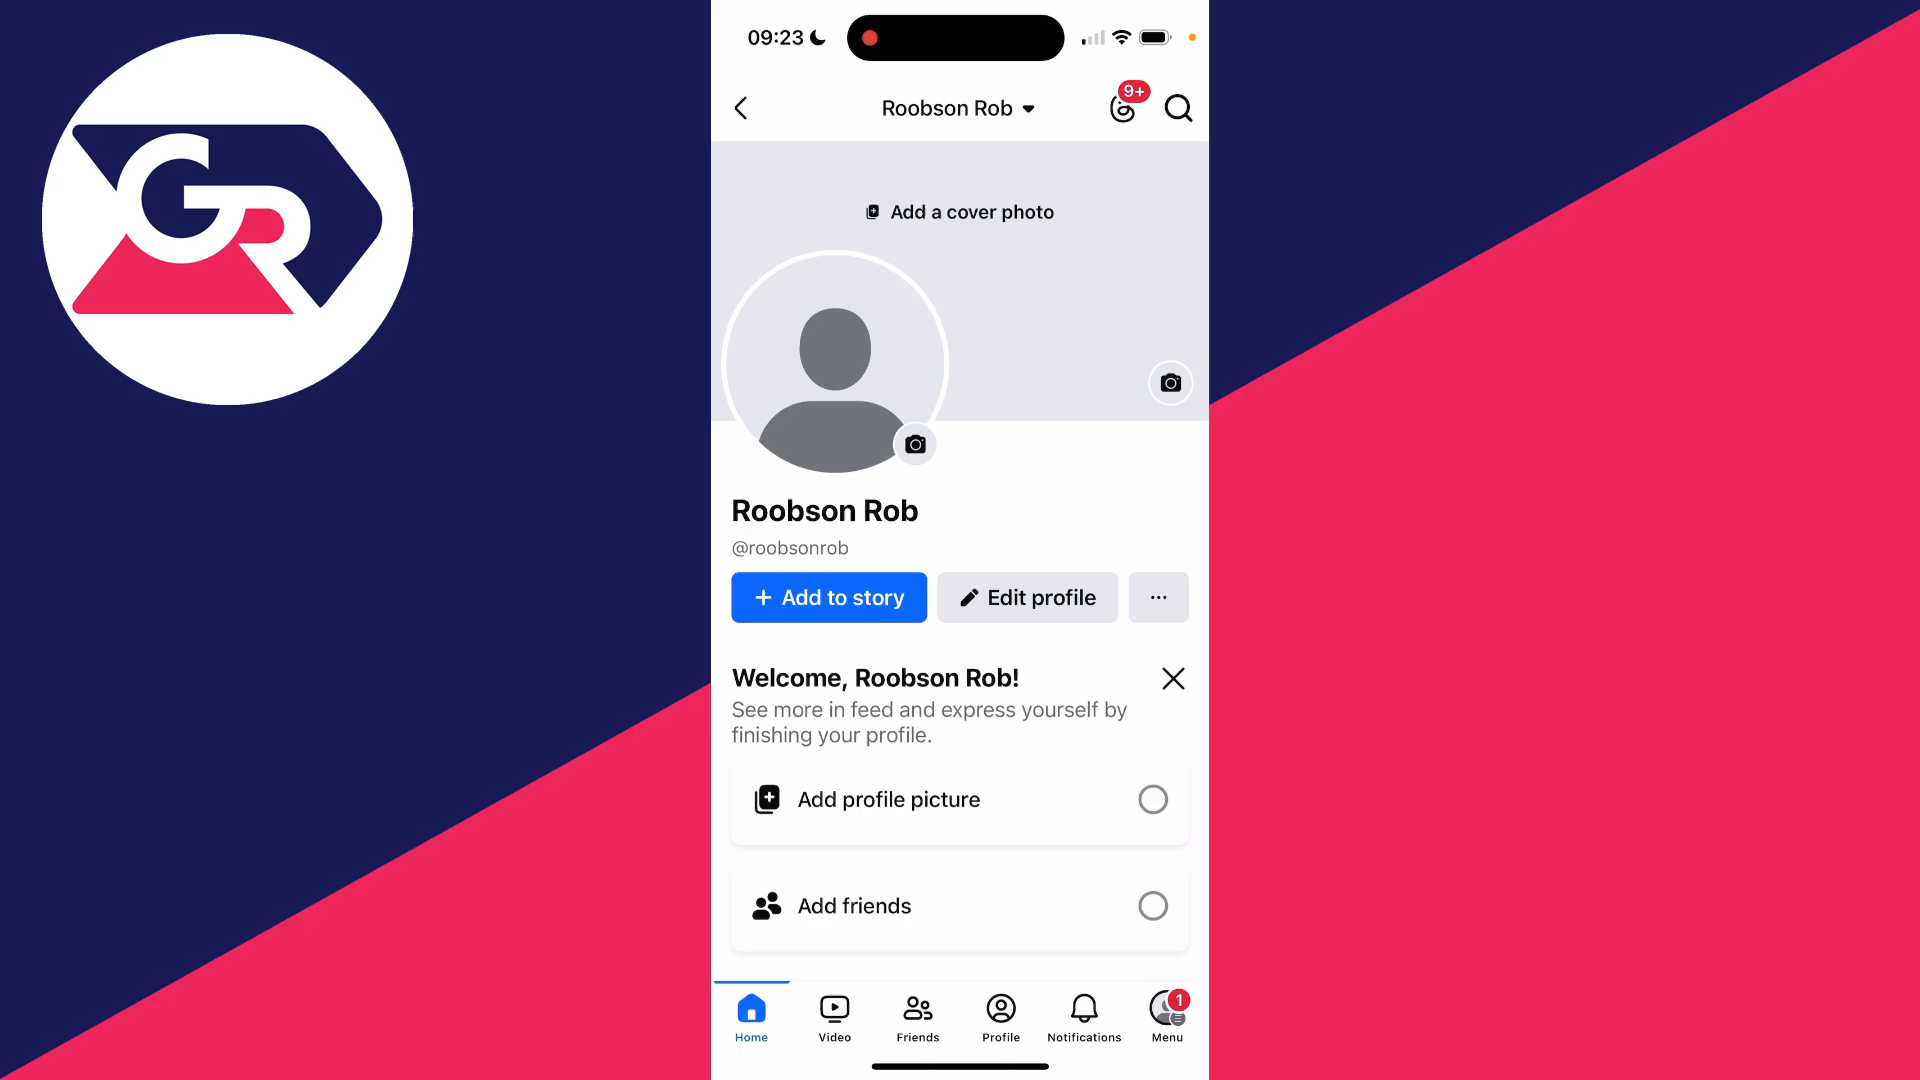 GR
09:23
Roobson Rob
9+
Add a cover photo
Roobson Rob
@roobsonrob
+ Add to story
Edit profile
...
Welcome, Roobson Rob!
See more in feed and express yourself by
finishing your profile.
Add profile picture
Add friends
1
Home
Video
Friends
Profile
Notifications
Menu